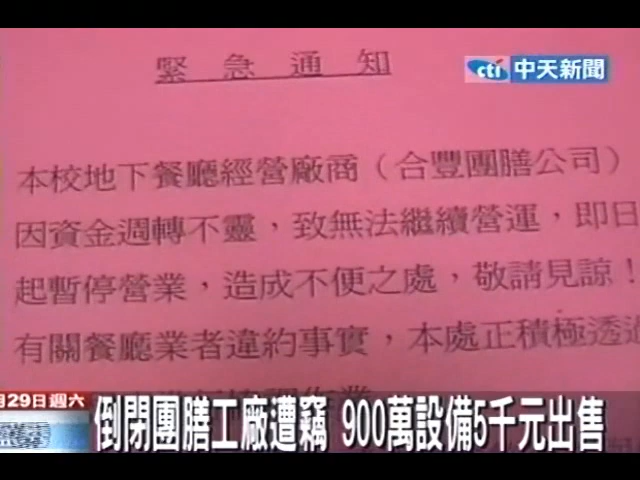 緊急通知
cti 中天新聞
本校地下餐廳經營廠商（合豐團膳公司）
因資金週轉不靈，致無法繼續營運，即日
起暫停營業，造成不便之處，敬請見諒！
有關餐廳業者違約事實，本處正積極透過
月29日週六
倒閉團膳工廠遭竊 900萬設備5千元出售